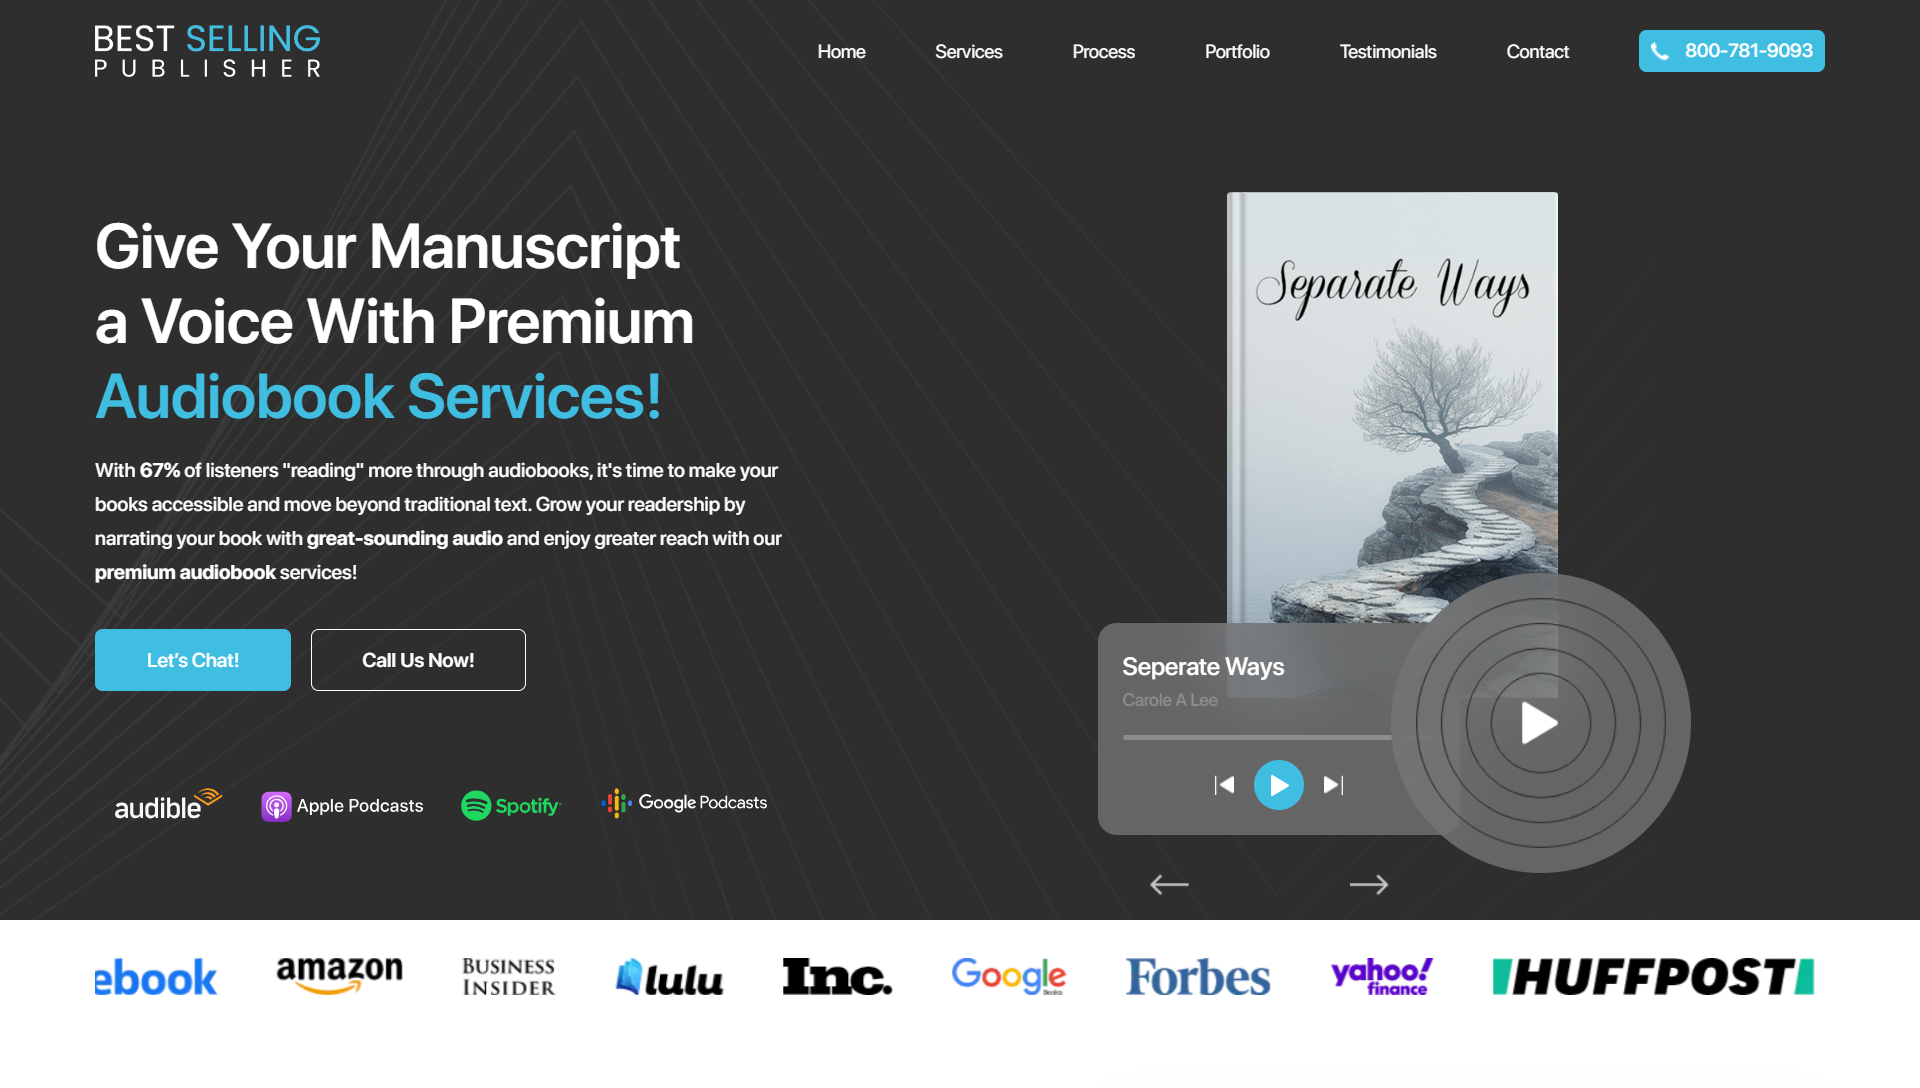 BEST SELLING
PUBLISHER
Home
Services
Process
Portfolio
Testimonials
Contact
800-781-9093
Give Your Manuscript
a Voice With Premium
Audiobook Services!
With 67% of listeners "reading" more through audiobooks, it's time to make your
books accessible and move beyond traditional text. Grow your readership by
narrating your book with great-sounding audio and enjoy greater reach with our
premium audiobook services!
Let’s Chat!
Call Us Now!
audible
Apple Podcasts
Spotify
Google Podcasts
Separate Ways
Seperate Ways
Carole A Lee
ebook
amazon
BUSINESS
INSIDER
lulu
Inc.
Google
Books
Forbes
yahoo!
finance
HUFFPOST